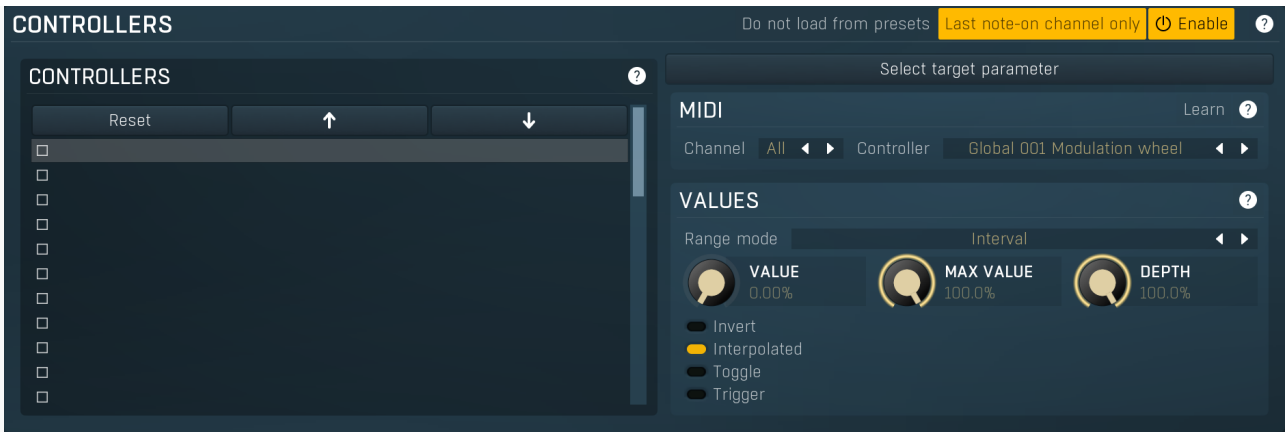 CONTROLLERS
Do not load from presets Last note-on channel only Enable ?
CONTROLLERS ?
Reset ↑ ↓
Select target parameter
MIDI Learn ?
Channel All Controller Global 001 Modulation wheel
VALUES ?
Range mode Interval
VALUE MAX VALUE DEPTH
0.00% 100.0% 100.0%
Invert
Interpolated
Toggle
Trigger